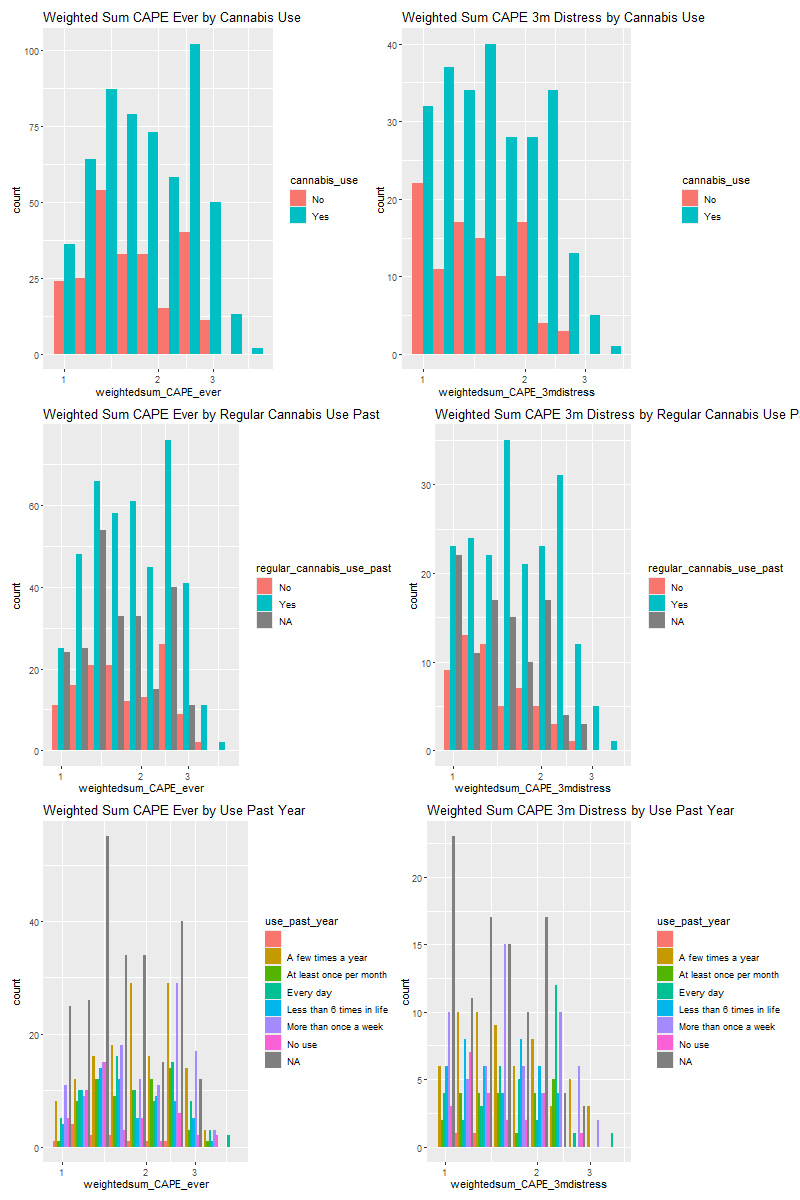 Weighted Sum CAPE Ever by Cannabis Use
100
75
50
25
0
count
1 2 3
weightedsum_CAPE_ever
cannabis_use
No
Yes
Weighted Sum CAPE 3m Distress by Cannabis Use
40
30
20
10
0
count
1 2 3
weightedsum_CAPE_3mdistress
cannabis_use
No
Yes
Weighted Sum CAPE Ever by Regular Cannabis Use Past
60
40
20
0
count
1 2 3
weightedsum_CAPE_ever
regular_cannabis_use_past
No
Yes
NA
Weighted Sum CAPE 3m Distress by Regular Cannabis Use P
30
20
10
0
count
1 2 3
weightedsum_CAPE_3mdistress
regular_cannabis_use_past
No
Yes
NA
Weighted Sum CAPE Ever by Use Past Year
40
20
0
count
1 2 3
weightedsum_CAPE_ever
use_past_year
A few times a year
At least once per month
Every day
Less than 6 times in life
More than once a week
No use
NA
Weighted Sum CAPE 3m Distress by Use Past Year
20
15
10
5
0
count
1 2 3
weightedsum_CAPE_3mdistress
use_past_year
A few times a year
At least once per month
Every day
Less than 6 times in life
More than once a week
No use
NA